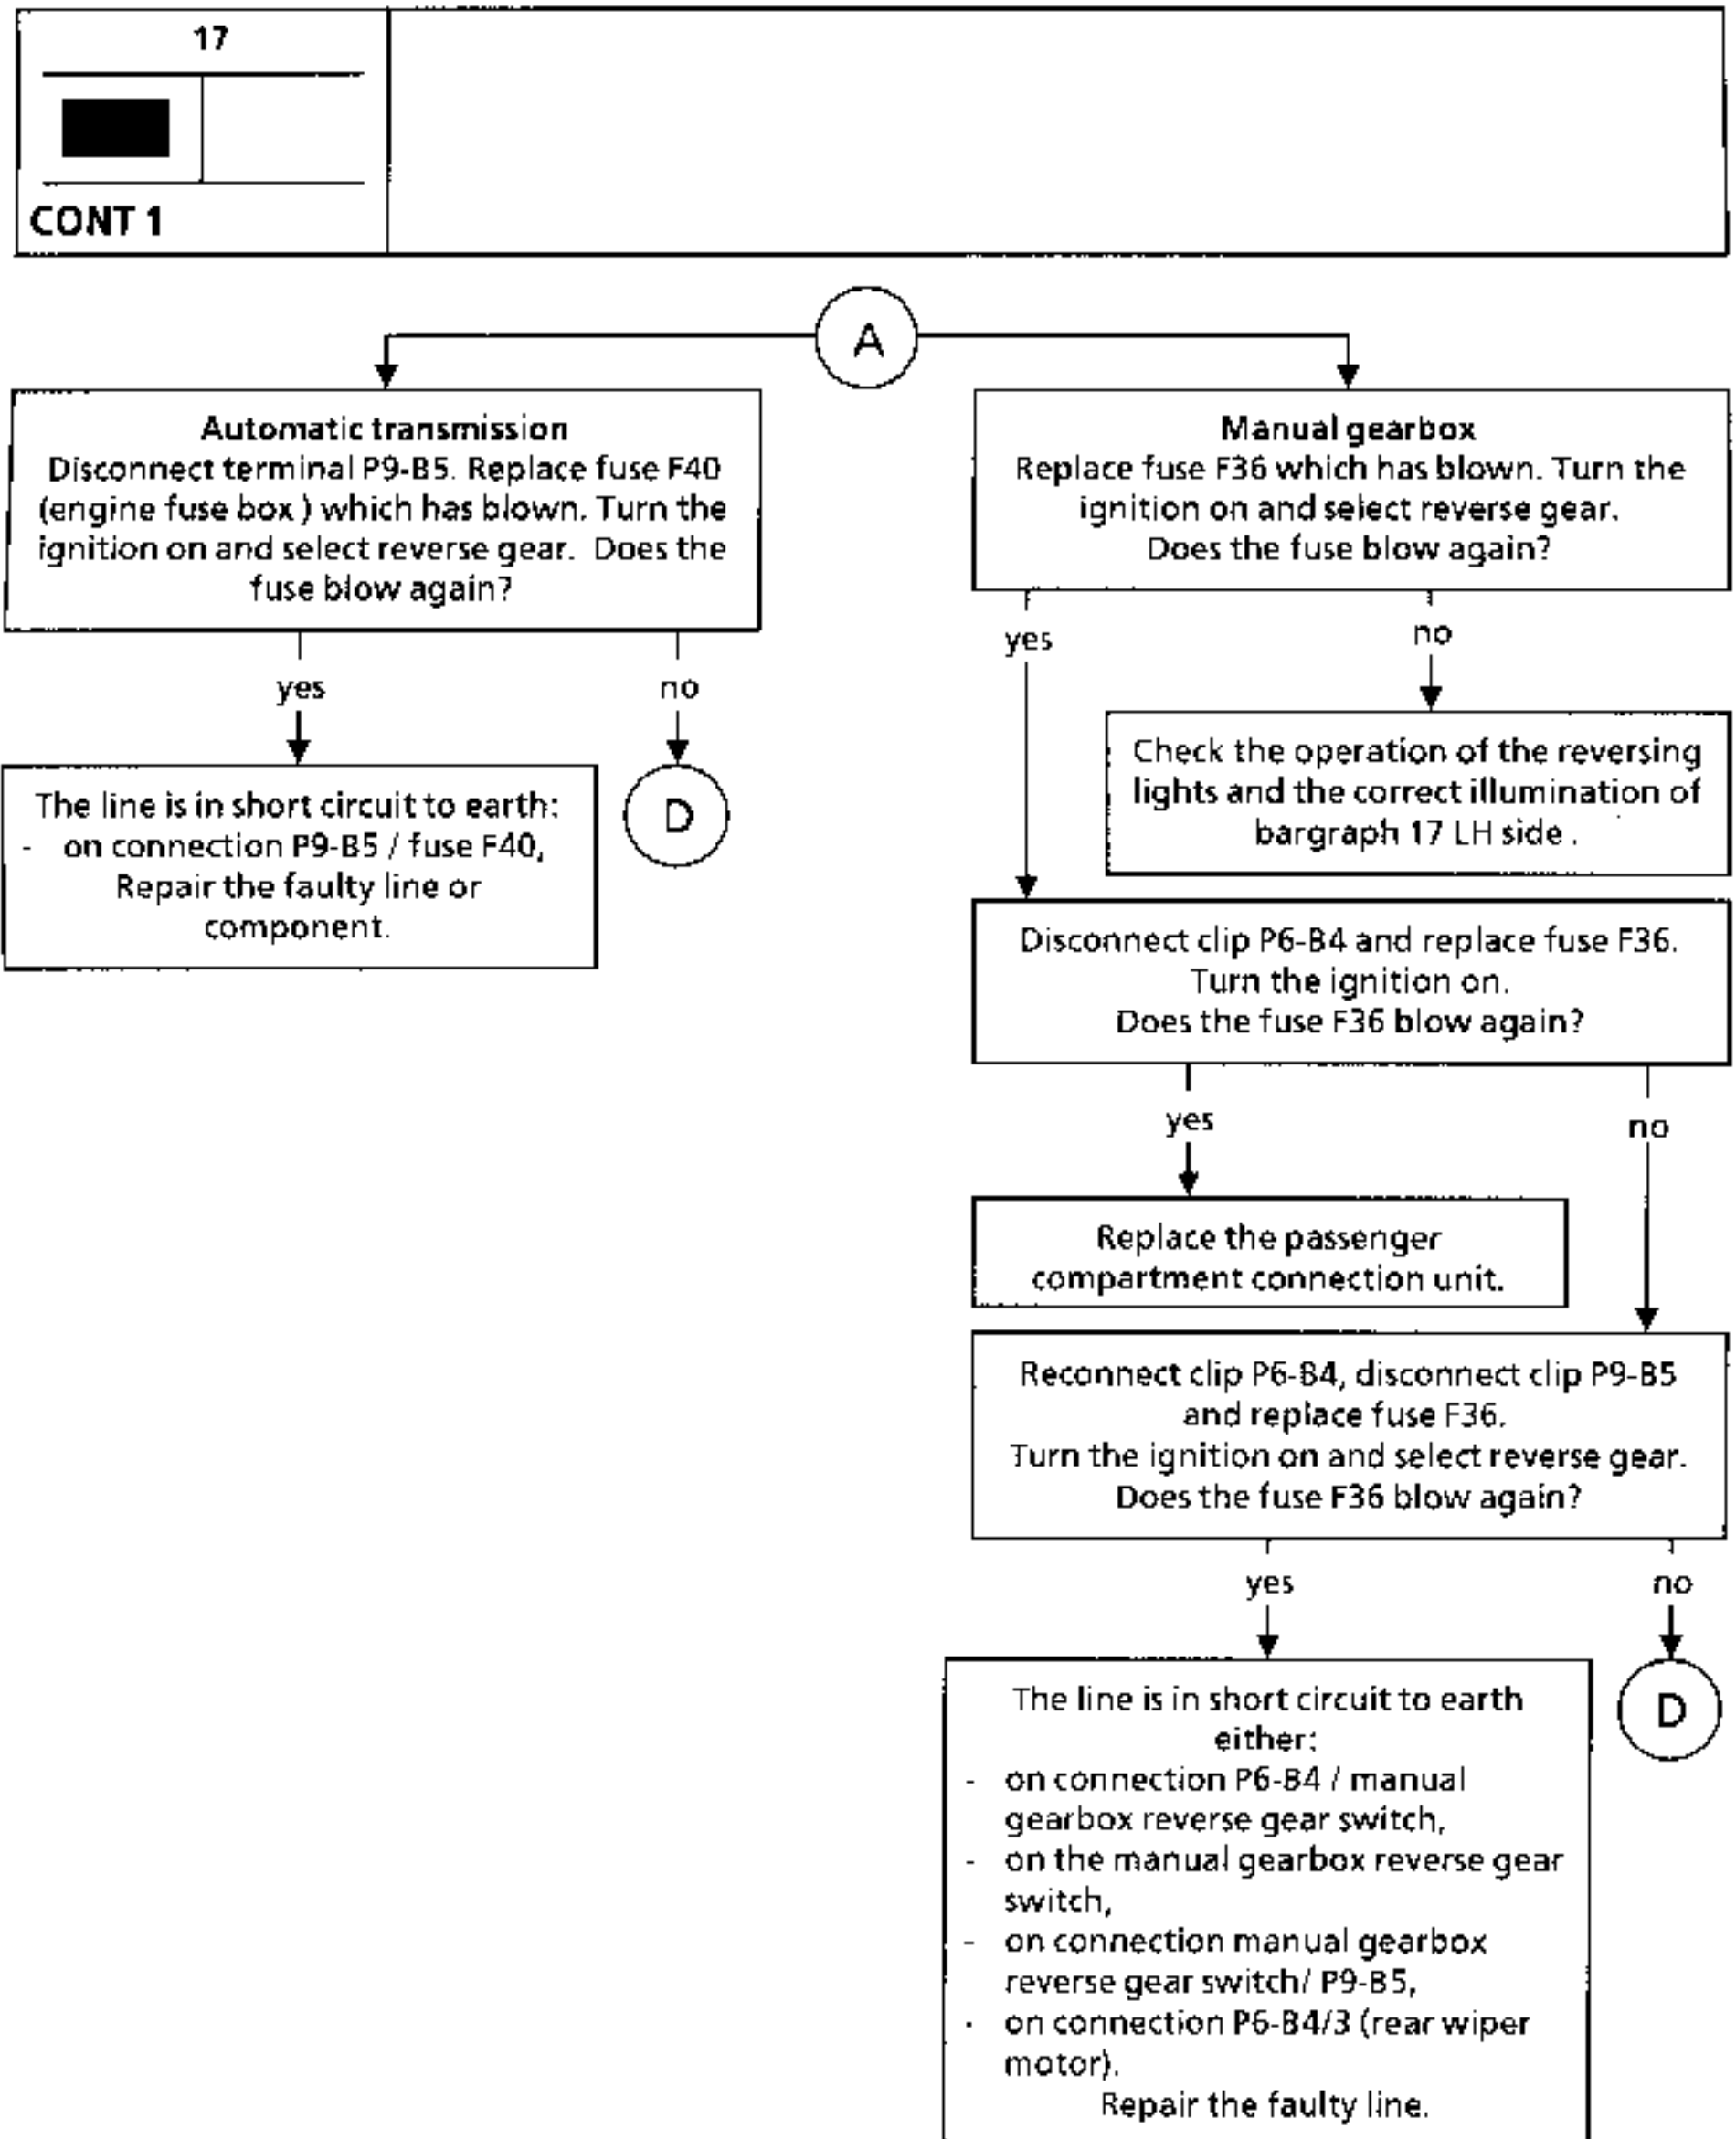 17
CONT 1
A
Automatic transmission
Disconnect terminal P9-B5. Replace fuse F40
(engine fuse box ) which has blown. Turn the
ignition on and select reverse gear. Does the
fuse blow again?
yes
no
The line is in short circuit to earth:
- on connection P9-B5 / fuse F40,
Repair the faulty line or
component.
D
Manual gearbox
Replace fuse F36 which has blown. Turn the
ignition on and select reverse gear.
Does the fuse blow again?
yes
no
Check the operation of the reversing
lights and the correct illumination of
bargraph 17 LH side .
Disconnect clip P6-B4 and replace fuse F36.
Turn the ignition on.
Does the fuse F36 blow again?
yes
no
Replace the passenger
compartment connection unit.
Reconnect clip P6-B4, disconnect clip P9-B5
and replace fuse F36.
Turn the ignition on and select reverse gear.
Does the fuse F36 blow again?
yes
no
The line is in short circuit to earth
either:
- on connection P6-B4 / manual
gearbox reverse gear switch,
- on the manual gearbox reverse gear
switch,
- on connection manual gearbox
reverse gear switch/ P9-B5,
- on connection P6-B4/3 (rear wiper
motor).
Repair the faulty line.
D